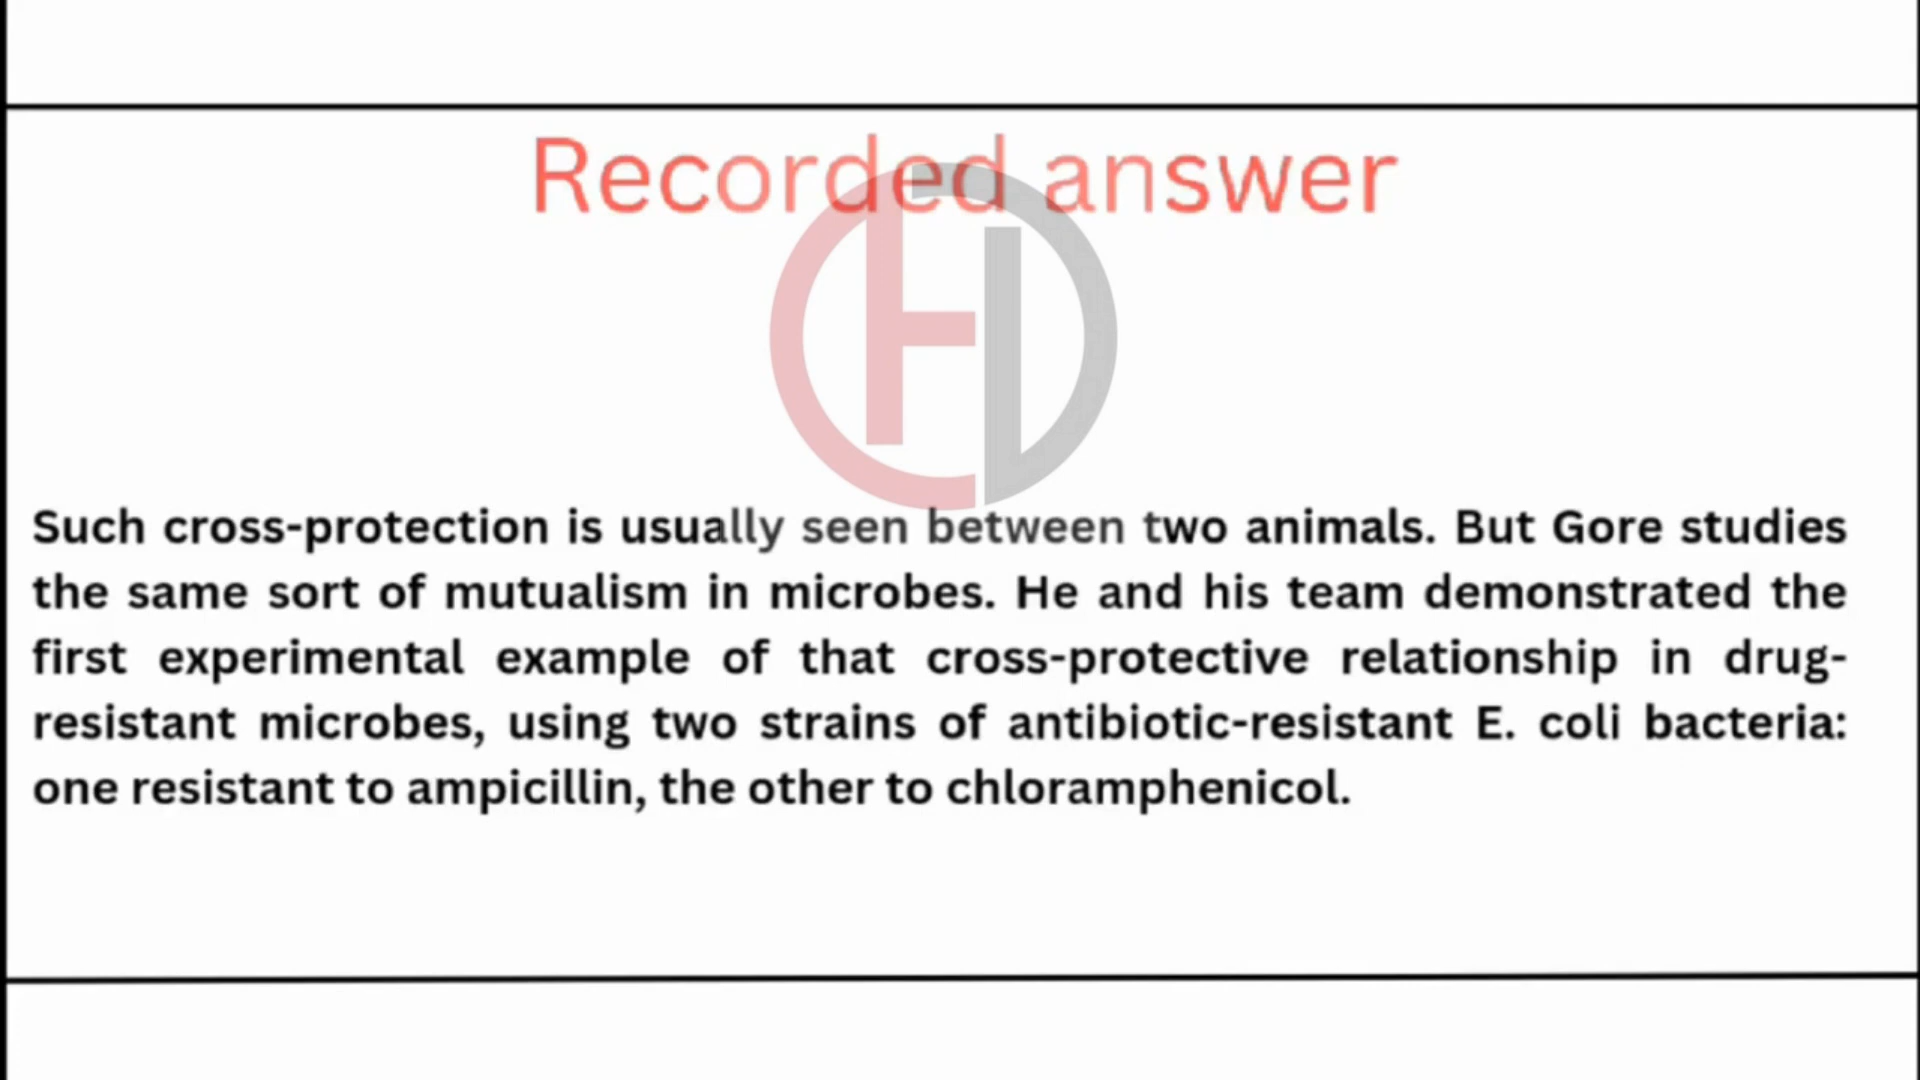 Recorded answer
Such cross-protection is usually seen between two animals. But Gore studies
the same sort of mutualism in microbes. He and his team demonstrated the
first experimental example of that cross-protective relationship in drug-
resistant microbes, using two strains of antibiotic-resistant E. coli bacteria:
one resistant to ampicillin, the other to chloramphenicol.